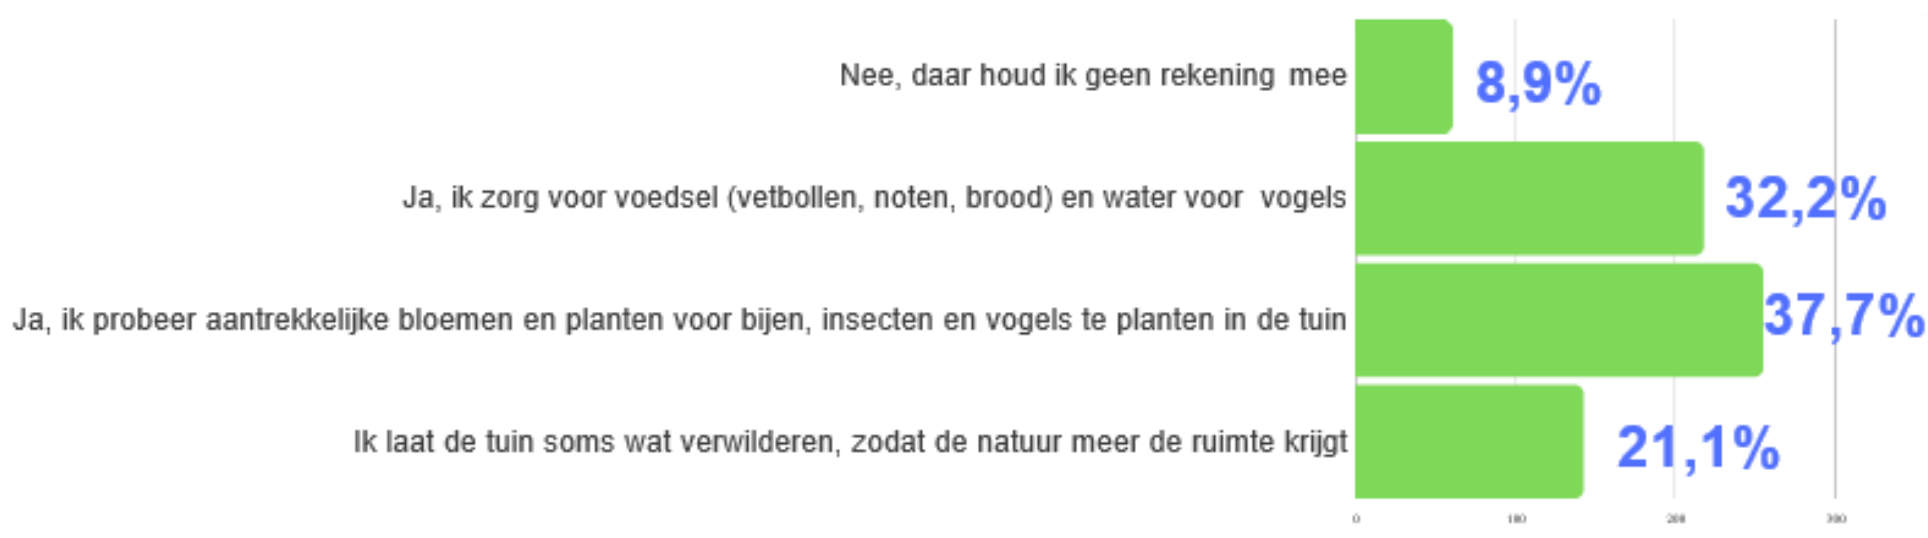 Nee, daar houd ik geen rekening mee
8,9%
Ja, ik zorg voor voedsel (vetbollen, noten, brood) en water voor vogels
32,2%
Ja, ik probeer aantrekkelijke bloemen en planten voor bijen, insecten en vogels te planten in de tuin
37,7%
Ik laat de tuin soms wat verwilderen, zodat de natuur meer de ruimte krijgt
21,1%
0 100 200 300